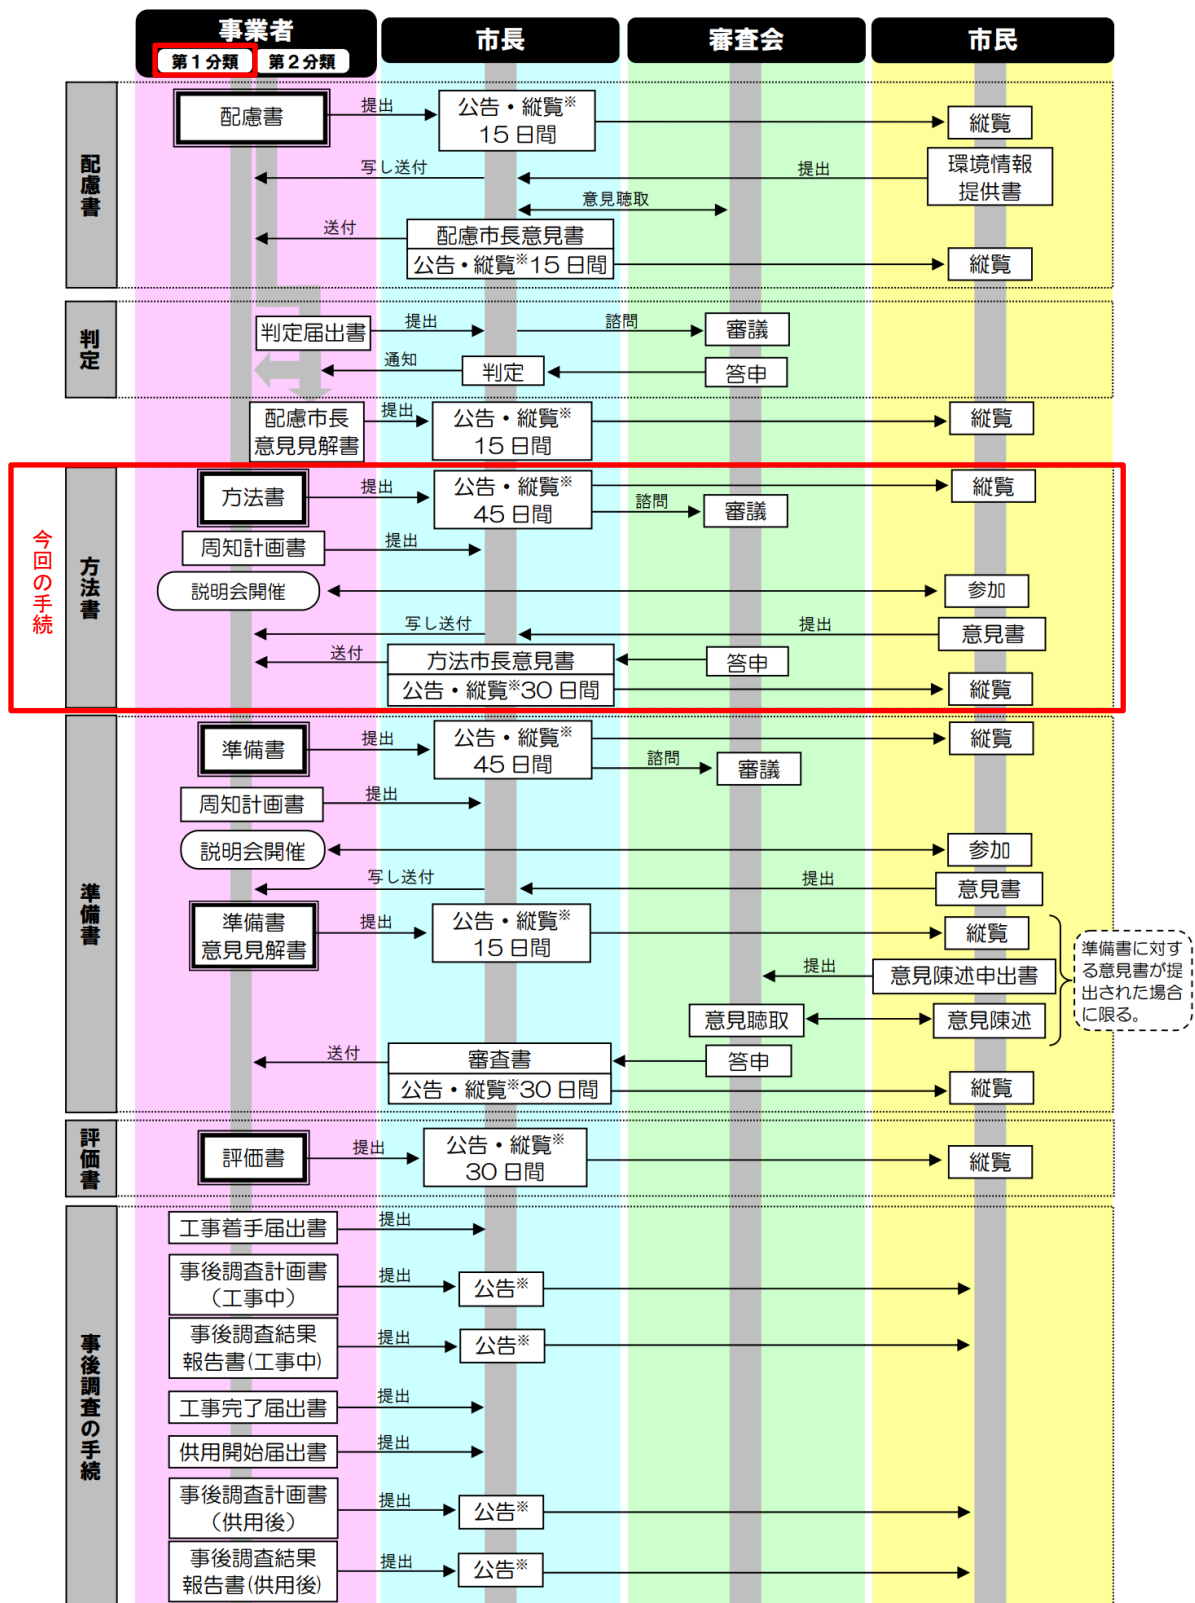 事業者
第1分類
第2分類
市長
審査会
市民
配慮書
配慮書
提出
公告・縦覧※
15日間
縦覧
写し送付
提出
環境情報
提供書
意見聴取
送付
配慮市長意見書
公告・縦覧※15日間
縦覧
判定
判定届出書
提出
諮問
審議
通知
判定
答申
配慮市長
意見見解書
提出
公告・縦覧※
15日間
縦覧
今回の手続
方法書
方法書
提出
公告・縦覧※
45日間
縦覧
諮問
審議
周知計画書
提出
説明会開催
参加
写し送付
提出
意見書
送付
方法市長意見書
答申
公告・縦覧※30日間
縦覧
準備書
準備書
提出
公告・縦覧※
45日間
縦覧
諮問
審議
周知計画書
提出
説明会開催
参加
写し送付
提出
意見書
準備書
意見見解書
提出
公告・縦覧※
15日間
縦覧
準備書に対す
る意見書が提
出された場合
に限る。
提出
意見陳述申出書
意見聴取
意見陳述
送付
審査書
答申
公告・縦覧※30日間
縦覧
評価書
評価書
提出
公告・縦覧※
30日間
縦覧
事後調査の手続
工事着手届出書
提出
事後調査計画書
（工事中）
提出
公告※
事後調査結果
報告書(工事中)
提出
公告※
工事完了届出書
提出
供用開始届出書
提出
事後調査計画書
（供用後）
提出
公告※
事後調査結果
報告書(供用後)
提出
公告※